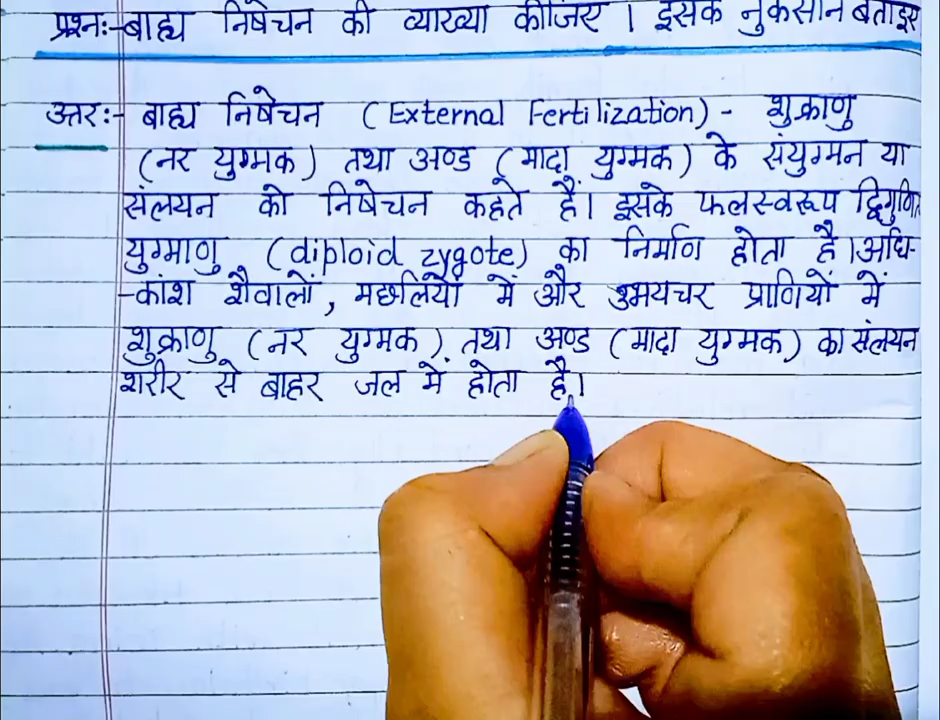 प्रश्नः- बाह्य निषेचन की व्याख्या कीजिए । इसके नुकसान बताइए
उत्तरः- बाह्य निषेचन (External Fertilization) - शुक्राणु
(नर युग्मक) तथा अण्ड (मादा युग्मक) के संयुग्मन या
संलयन को निषेचन कहते हैं। इसके फलस्वरूप द्विगुणित
युग्माणु (diploid zygote) का निर्माण होता है।अधि-
-कांश शैवालों, मछलियों में और उभयचर प्राणियों में
शुक्राणु (नर युग्मक) तथा अण्ड (मादा युग्मक) का संलयन
शरीर से बाहर जल में होता है।